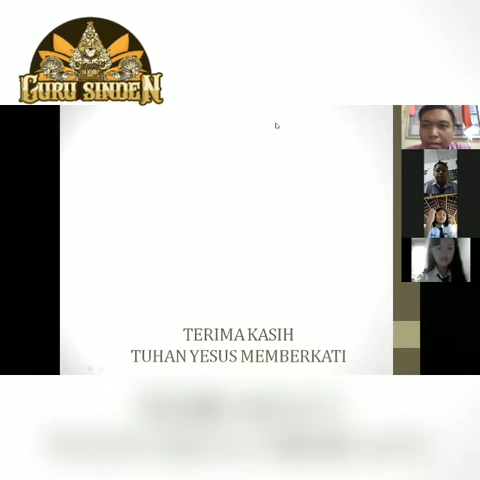 GURU SINDEN
TERIMA KASIH
TUHAN YESUS MEMBERKATI